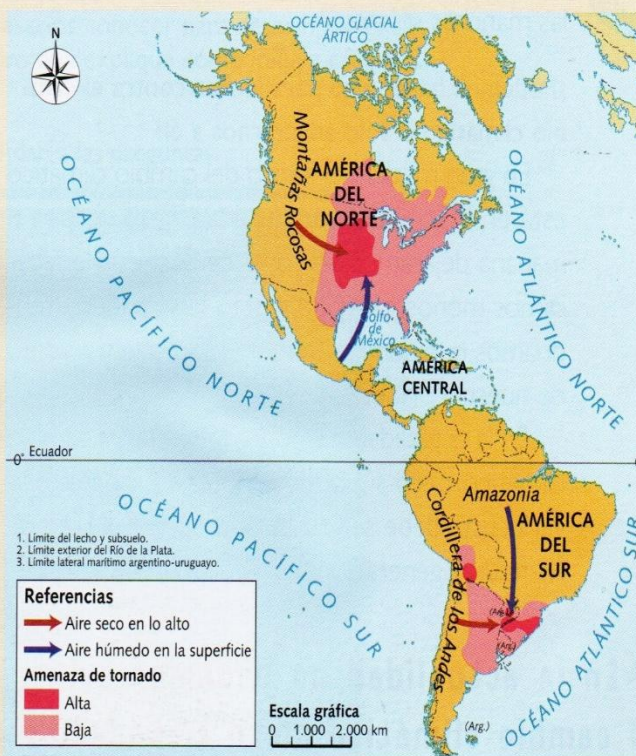 OCÉANO GLACIAL
ÁRTICO
N
Montañas Rocosas
AMÉRICA
DEL
NORTE
OCÉANO PACÍFICO NORTE
OCÉANO ATLÁNTICO NORTE
Golfo
de
México
AMÉRICA
CENTRAL
0° Ecuador
Amazonia
AMÉRICA
DEL
SUR
Cordillera de los Andes
OCÉANO PACÍFICO SUR
OCÉANO ATLÁNTICO SUR
(Arg.)
(Arg.)
(Arg.)
1. Límite del lecho y subsuelo.
2. Límite exterior del Río de la Plata.
3. Límite lateral marítimo argentino-uruguayo.
Referencias
Aire seco en lo alto
Aire húmedo en la superficie
Amenaza de tornado
Alta
Baja
Escala gráfica
0 1.000 2.000 km